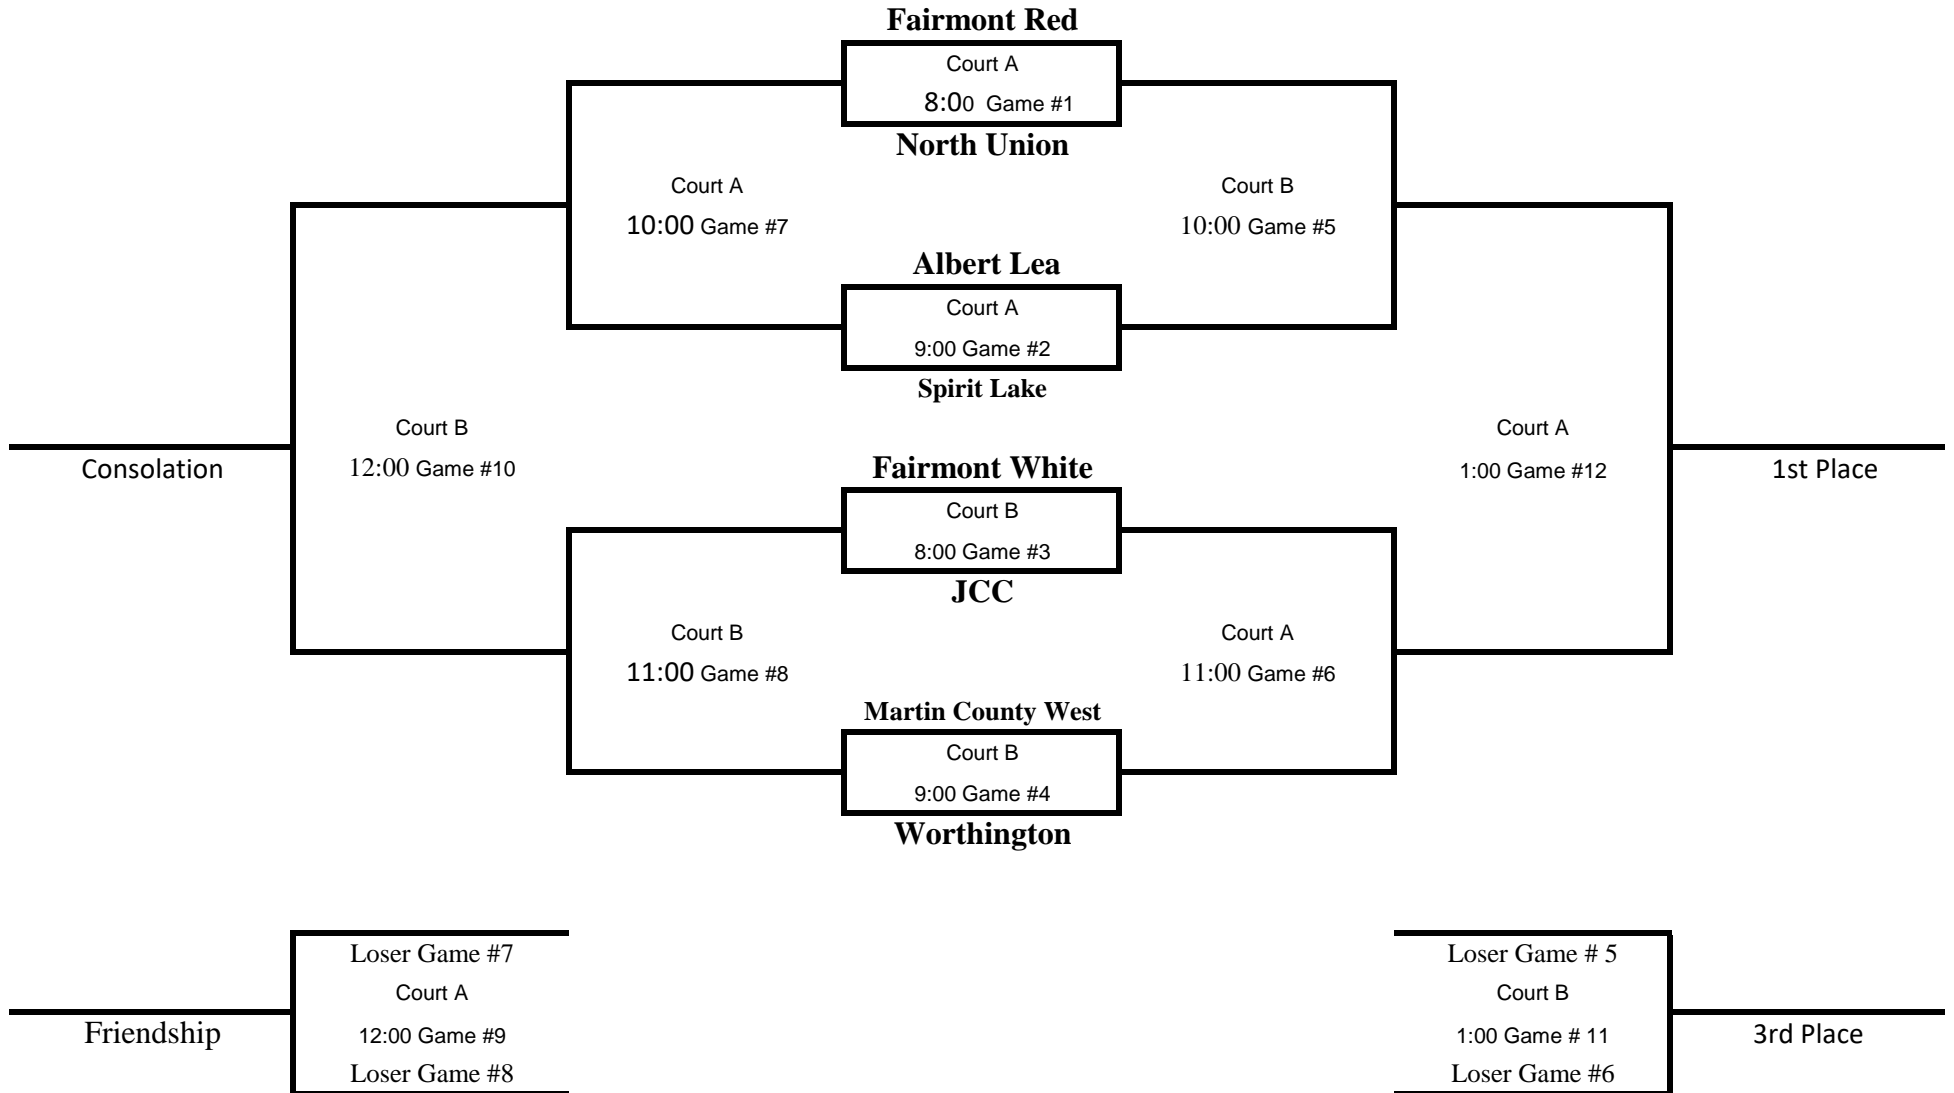 Fairmont Red
Court A
8:00 Game #1
North Union
Court A
10:00 Game #7
Court B
10:00 Game #5
Albert Lea
Court A
9:00 Game #2
Spirit Lake
Court B
12:00 Game #10
Consolation
Court A
1:00 Game #12
1st Place
Fairmont White
Court B
8:00 Game #3
JCC
Court B
11:00 Game #8
Court A
11:00 Game #6
Martin County West
Court B
9:00 Game #4
Worthington
Loser Game #7
Court A
12:00 Game #9
Loser Game #8
Friendship
Loser Game # 5
Court B
1:00 Game # 11
Loser Game #6
3rd Place